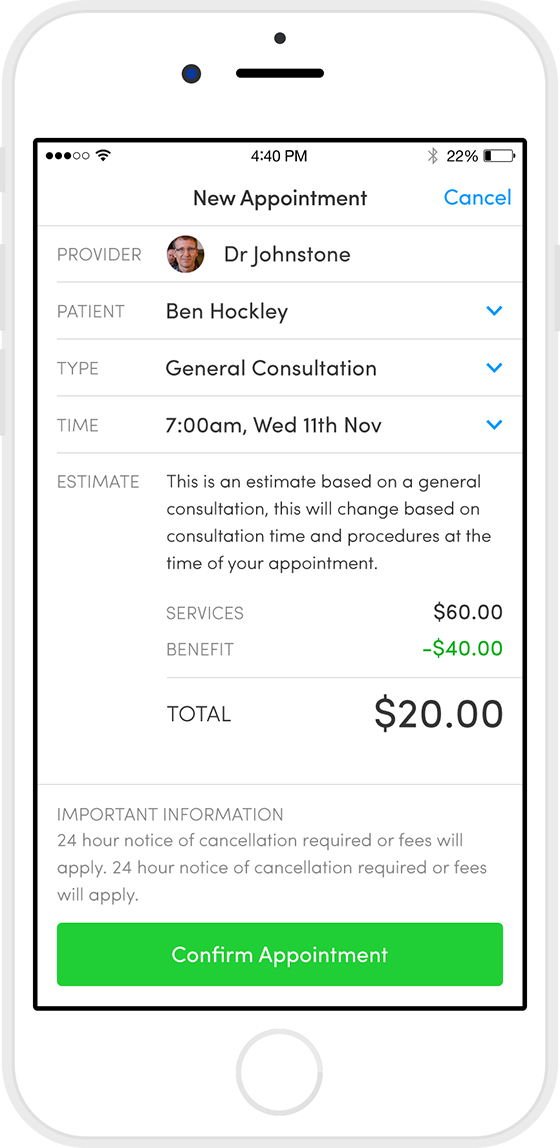 4:40 PM 22%
New Appointment Cancel
PROVIDER Dr Johnstone
PATIENT Ben Hockley
TYPE General Consultation
TIME 7:00am, Wed 11th Nov
ESTIMATE This is an estimate based on a general
consultation, this will change based on
consultation time and procedures at the
time of your appointment.
SERVICES $60.00
BENEFIT -$40.00
TOTAL $20.00
IMPORTANT INFORMATION
24 hour notice of cancellation required or fees will
apply. 24 hour notice of cancellation required or fees
will apply.
Confirm Appointment